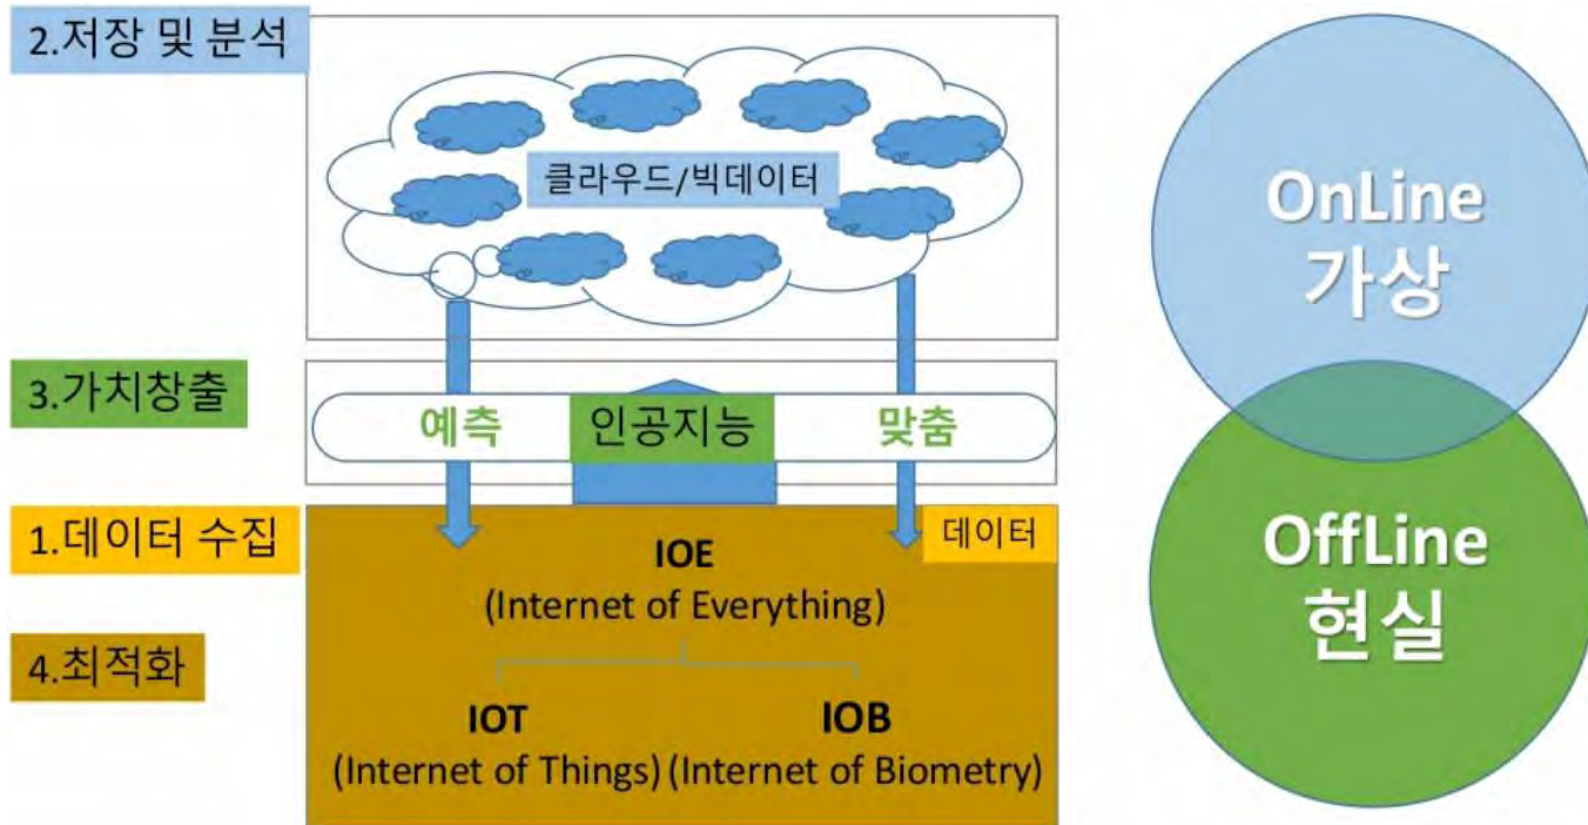 2.저장 및 분석
클라우드/빅데이터
3.가치창출
예측
인공지능
맞춤
1.데이터 수집
데이터
IOE
(Internet of Everything)
4.최적화
IOT
(Internet of Things)
IOB
(Internet of Biometry)
OnLine
가상
OffLine
현실